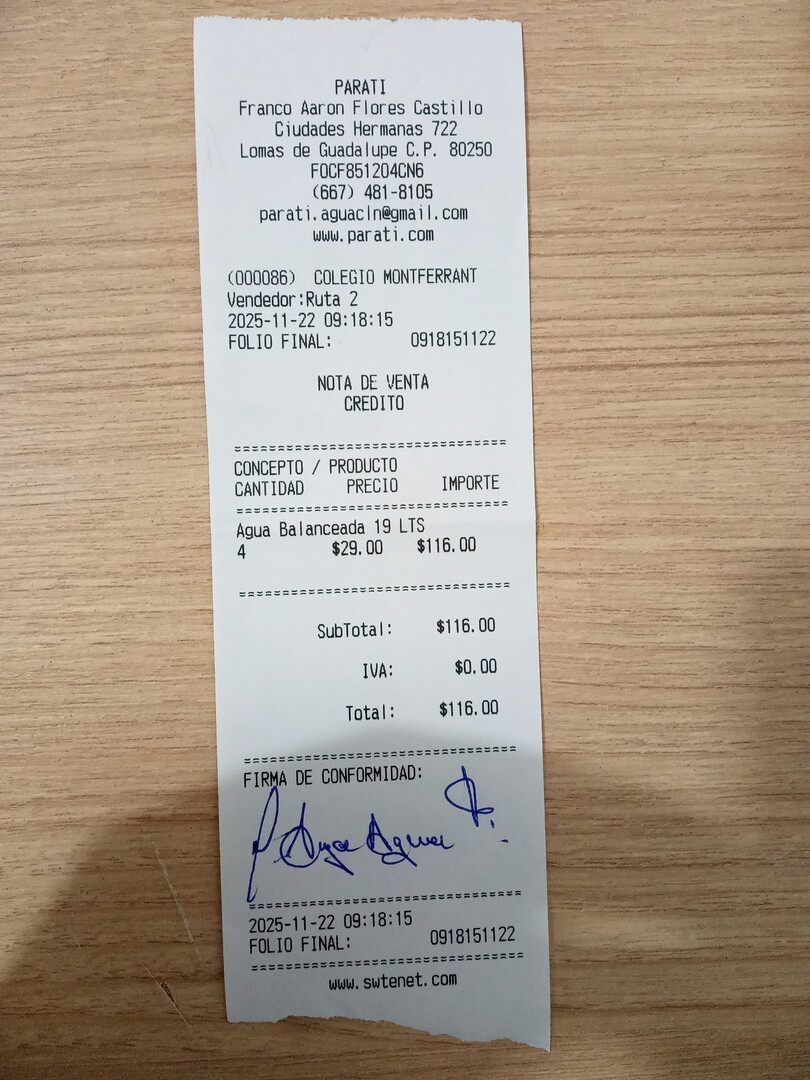 PARATI
Franco Aaron Flores Castillo
Ciudades Hermanas 722
Lomas de Guadalupe C.P. 80250
FOCF851204CN6
(667) 481-8105
parati.aguacln@gmail.com
www.parati.com
(000086) COLEGIO MONTFERRANT
Vendedor:Ruta 2
2025-11-22 09:18:15
FOLIO FINAL: 0918151122
NOTA DE VENTA
CREDITO
CONCEPTO / PRODUCTO
CANTIDAD PRECIO IMPORTE
Agua Balanceada 19 LTS
4 $29.00 $116.00
SubTotal: $116.00
IVA: $0.00
Total: $116.00
FIRMA DE CONFORMIDAD:
2025-11-22 09:18:15
FOLIO FINAL: 0918151122
www.swtenet.com